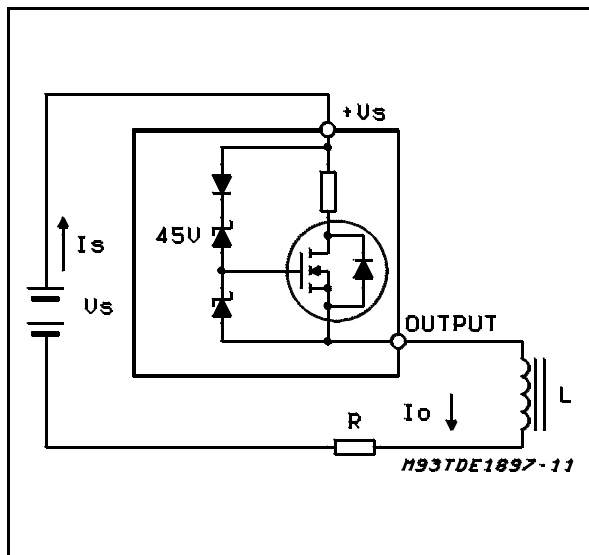 +Vs
45V
Is
Vs
OUTPUT
L
R
Io
M93TDE1897-11